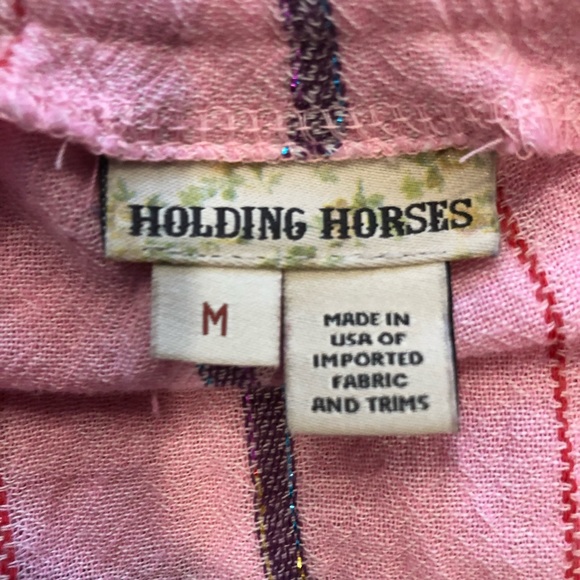 HOLDING HORSES
M
MADE IN
USA OF
IMPORTED
FABRIC
AND TRIMS